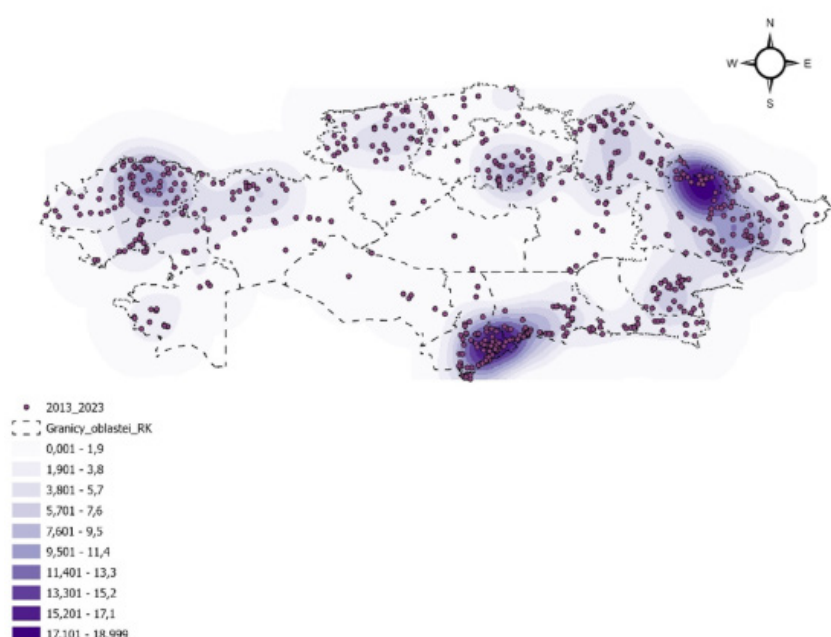 N
W E
S
2013_2023
Granicy_oblastei_RK
0,001 - 1,9
1,901 - 3,8
3,801 - 5,7
5,701 - 7,6
7,601 - 9,5
9,501 - 11,4
11,401 - 13,3
13,301 - 15,2
15,201 - 17,1
17,101 - 18,999